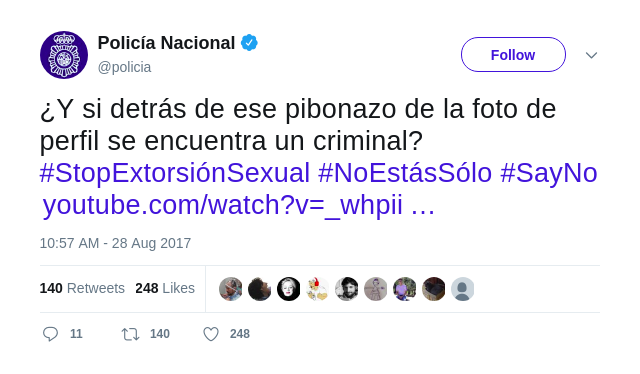 Policía Nacional
@policia
Follow
¿Y si detrás de ese pibonazo de la foto de
perfil se encuentra un criminal?
#StopExtorsiónSexual #NoEstásSólo #SayNo
youtube.com/watch?v=_whpii …
10:57 AM - 28 Aug 2017
140 Retweets 248 Likes
11 140 248